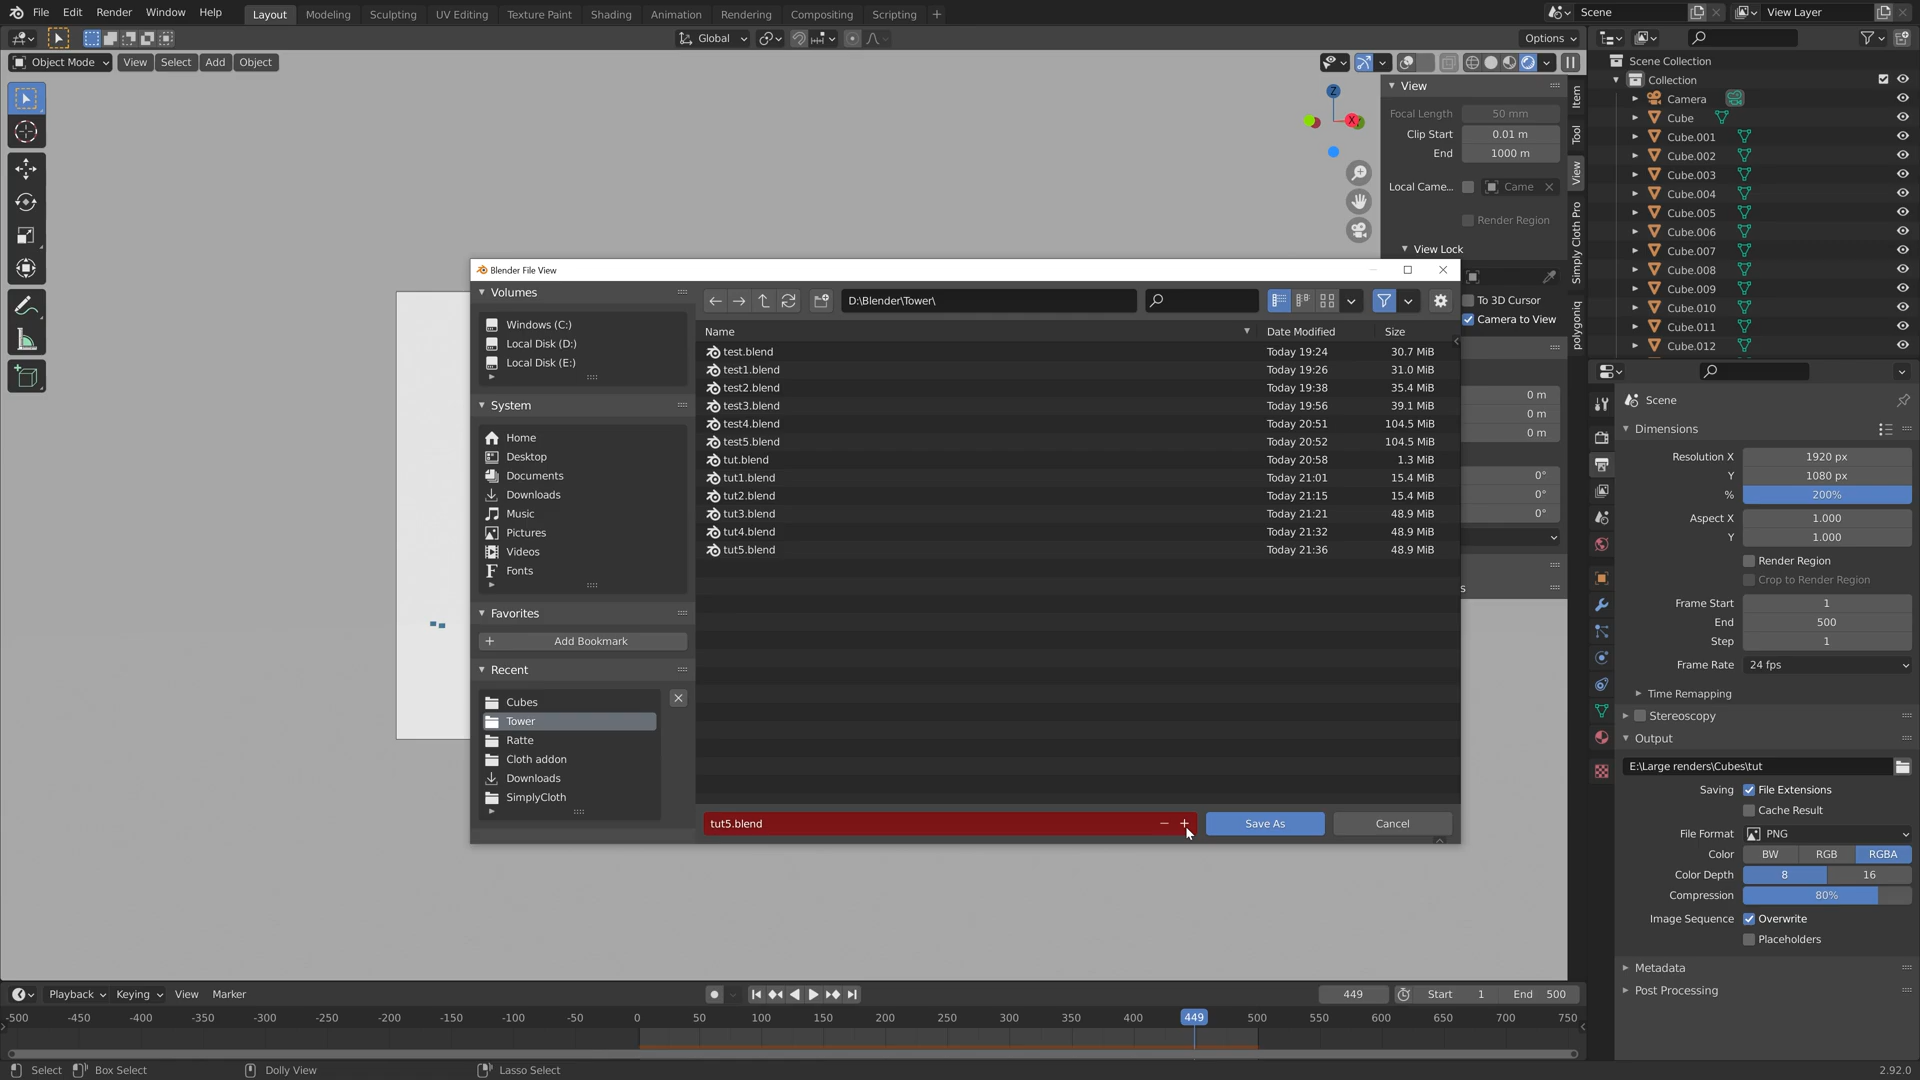 File Edit Render Window Help Layout Modeling Sculpting UV Editing Texture Paint Shading Animation Rendering Compositing Scripting + Scene View Layer
Global Options
Object Mode View Select Add Object
Scene Collection
Collection
Camera
Cube
Cube.001
Cube.002
Cube.003
Cube.004
Cube.005
Cube.006
Cube.007
Cube.008
Cube.009
Cube.010
Cube.011
Cube.012
Z
X
View
Focal Length 50 mm
Clip Start 0.01 m
End 1000 m
Local Came... Came
Render Region
View Lock
To 3D Cursor
Camera to View
0 m
0 m
0 m
0°
0°
0°
s
Item
Tool
View
Simply Cloth Pro
polygoniq
Blender File View
Volumes
Windows (C:)
Local Disk (D:)
Local Disk (E:)
System
Home
Desktop
Documents
Downloads
Music
Pictures
Videos
Fonts
Favorites
Add Bookmark
Recent
Cubes
Tower
Ratte
Cloth addon
Downloads
SimplyCloth
D:\Blender\Tower\
Name Date Modified Size
test.blend Today 19:24 30.7 MiB
test1.blend Today 19:26 31.0 MiB
test2.blend Today 19:38 35.4 MiB
test3.blend Today 19:56 39.1 MiB
test4.blend Today 20:51 104.5 MiB
test5.blend Today 20:52 104.5 MiB
tut.blend Today 20:58 1.3 MiB
tut1.blend Today 21:01 15.4 MiB
tut2.blend Today 21:15 15.4 MiB
tut3.blend Today 21:21 48.9 MiB
tut4.blend Today 21:32 48.9 MiB
tut5.blend Today 21:36 48.9 MiB
tut5.blend - + Save As Cancel
Scene
Dimensions
Resolution X 1920 px
Y 1080 px
% 200%
Aspect X 1.000
Y 1.000
Render Region
Crop to Render Region
Frame Start 1
End 500
Step 1
Frame Rate 24 fps
Time Remapping
Stereoscopy
Output
E:\Large renders\Cubes\tut
Saving File Extensions
Cache Result
File Format PNG
Color BW RGB RGBA
Color Depth 8 16
Compression 80%
Image Sequence Overwrite
Placeholders
Metadata
Post Processing
Playback Keying View Marker 449 Start 1 End 500
-500 -450 -400 -350 -300 -250 -200 -150 -100 -50 0 50 100 150 200 250 300 350 400 449 500 550 600 650 700 750
Select Box Select Dolly View Lasso Select 2.92.0